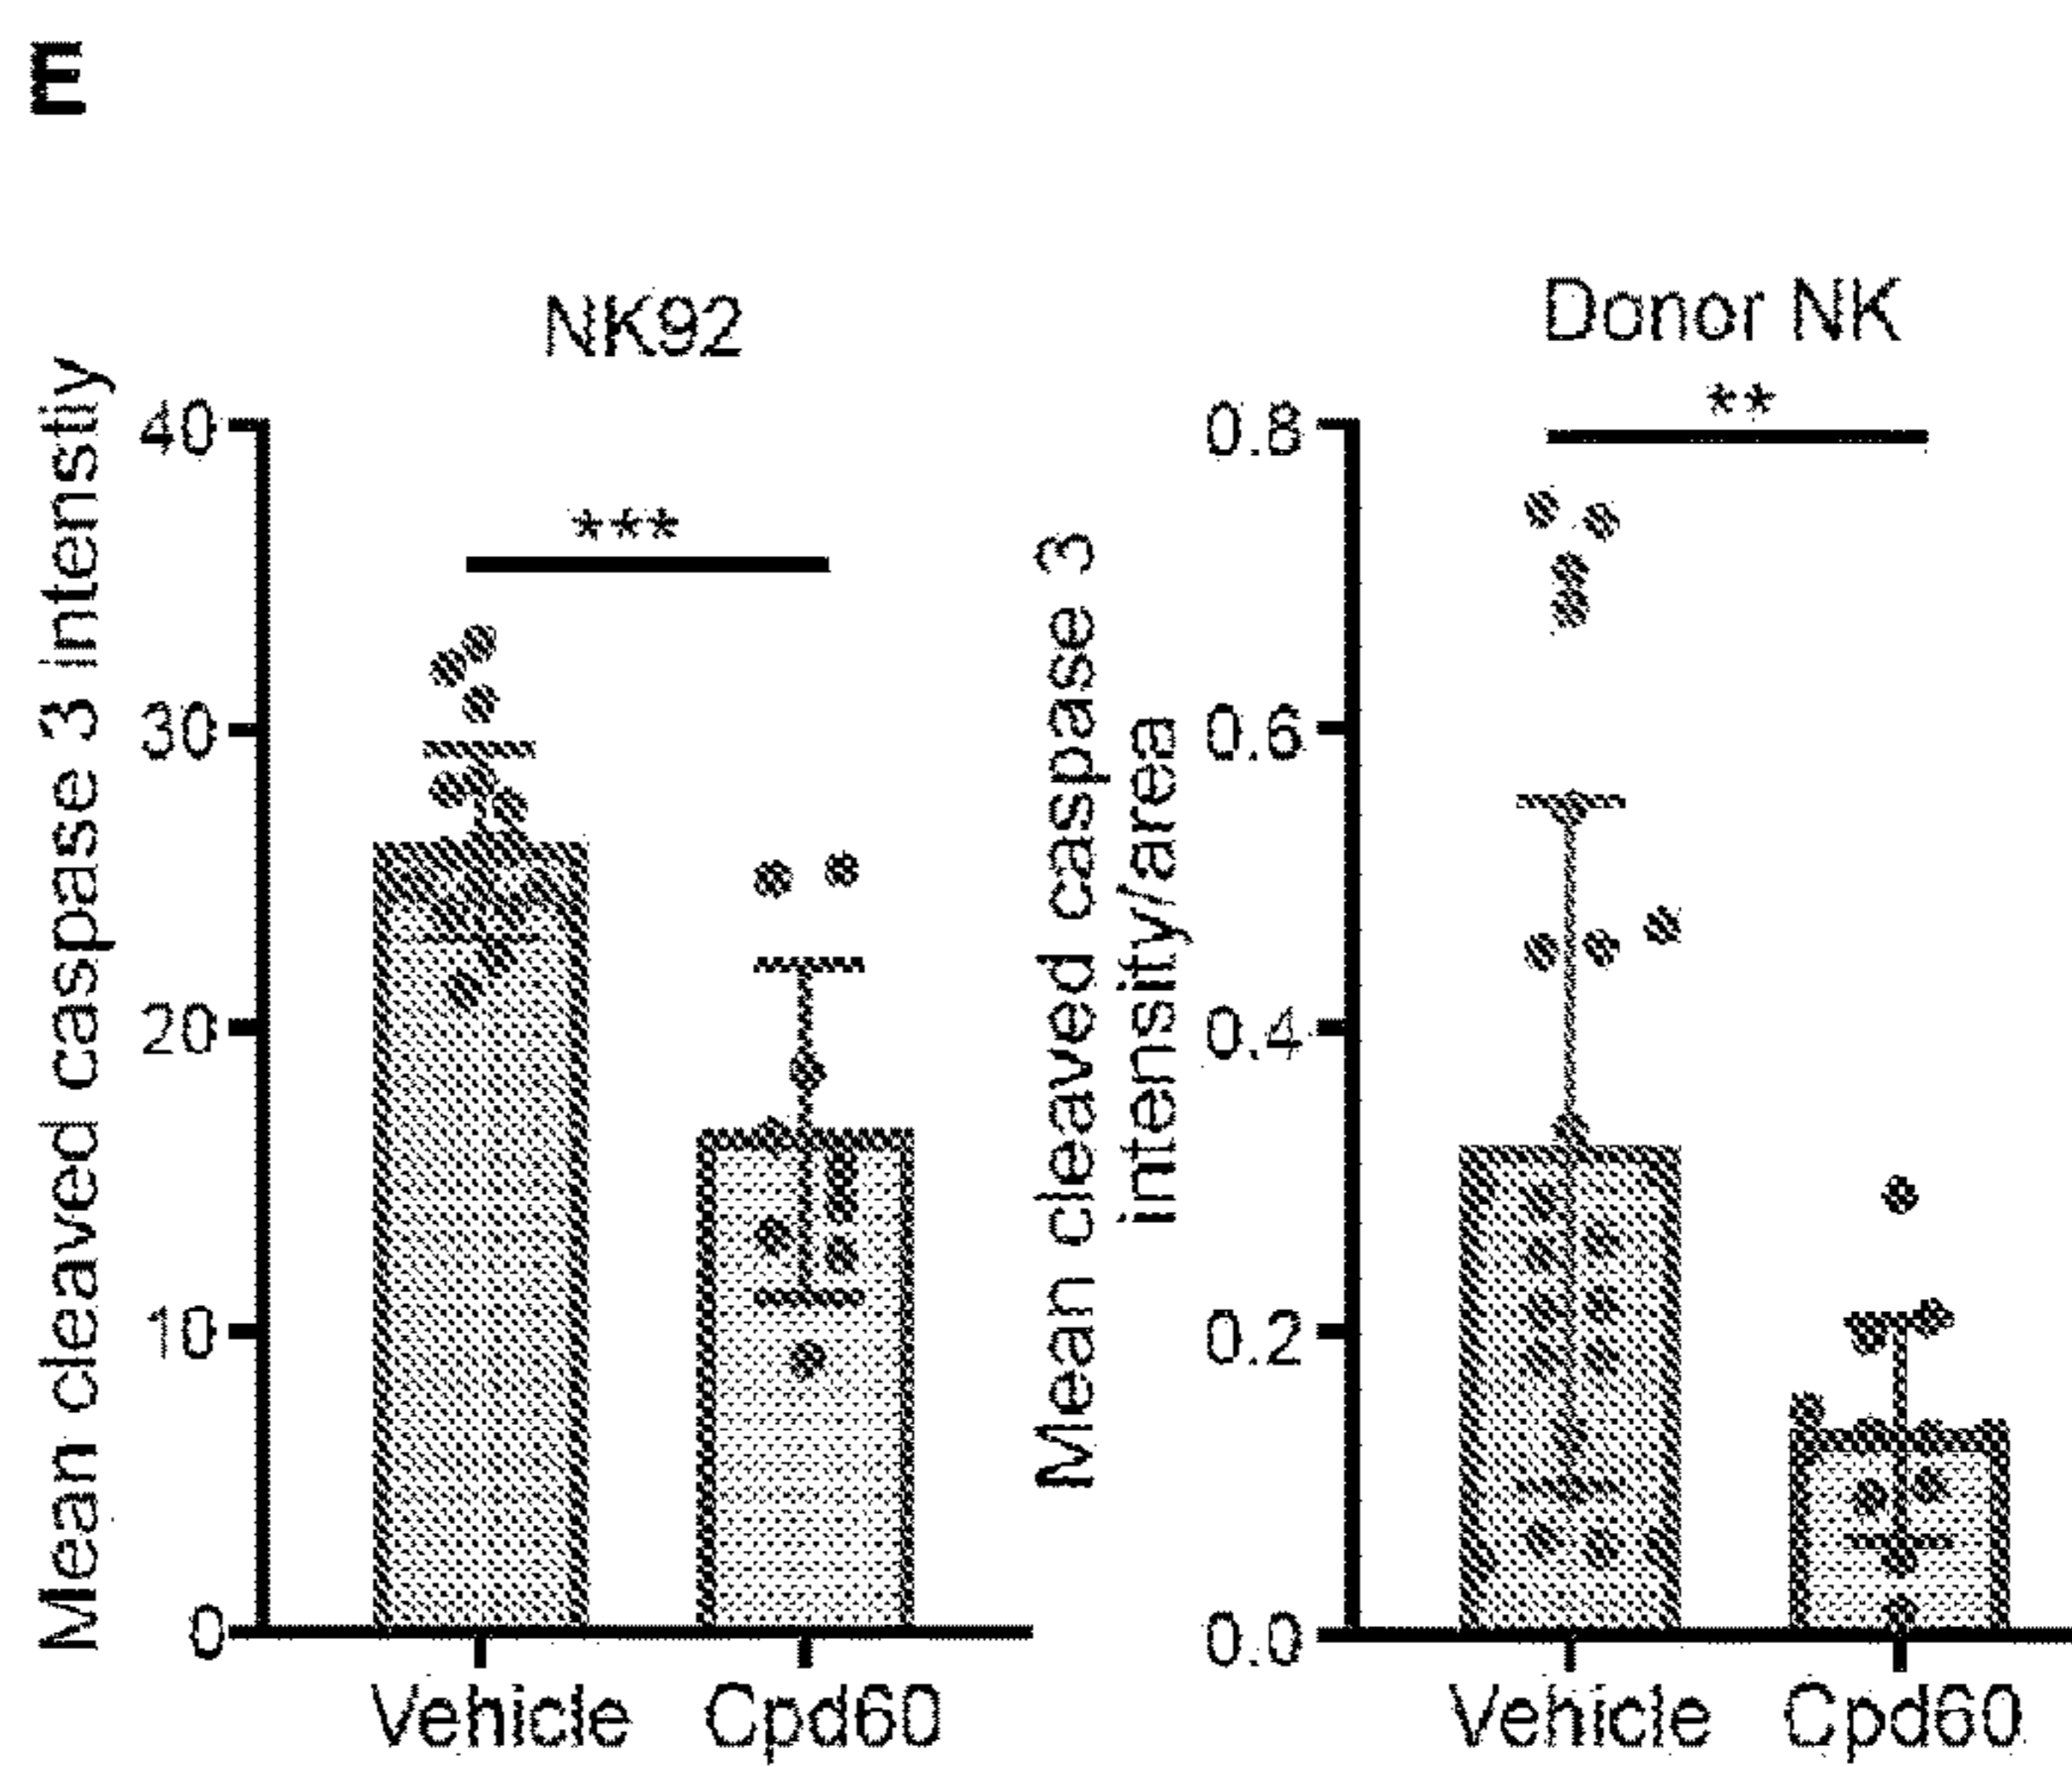 E
NK92
Mean cleaved caspase 3 intenstiy
40
30
20
10
0
***
Vehicle
Cpd60
Donor NK
Mean cleaved caspase 3
intensity/area
0.8
0.6
0.4
0.2
0.0
**
Vehicle
Cpd60